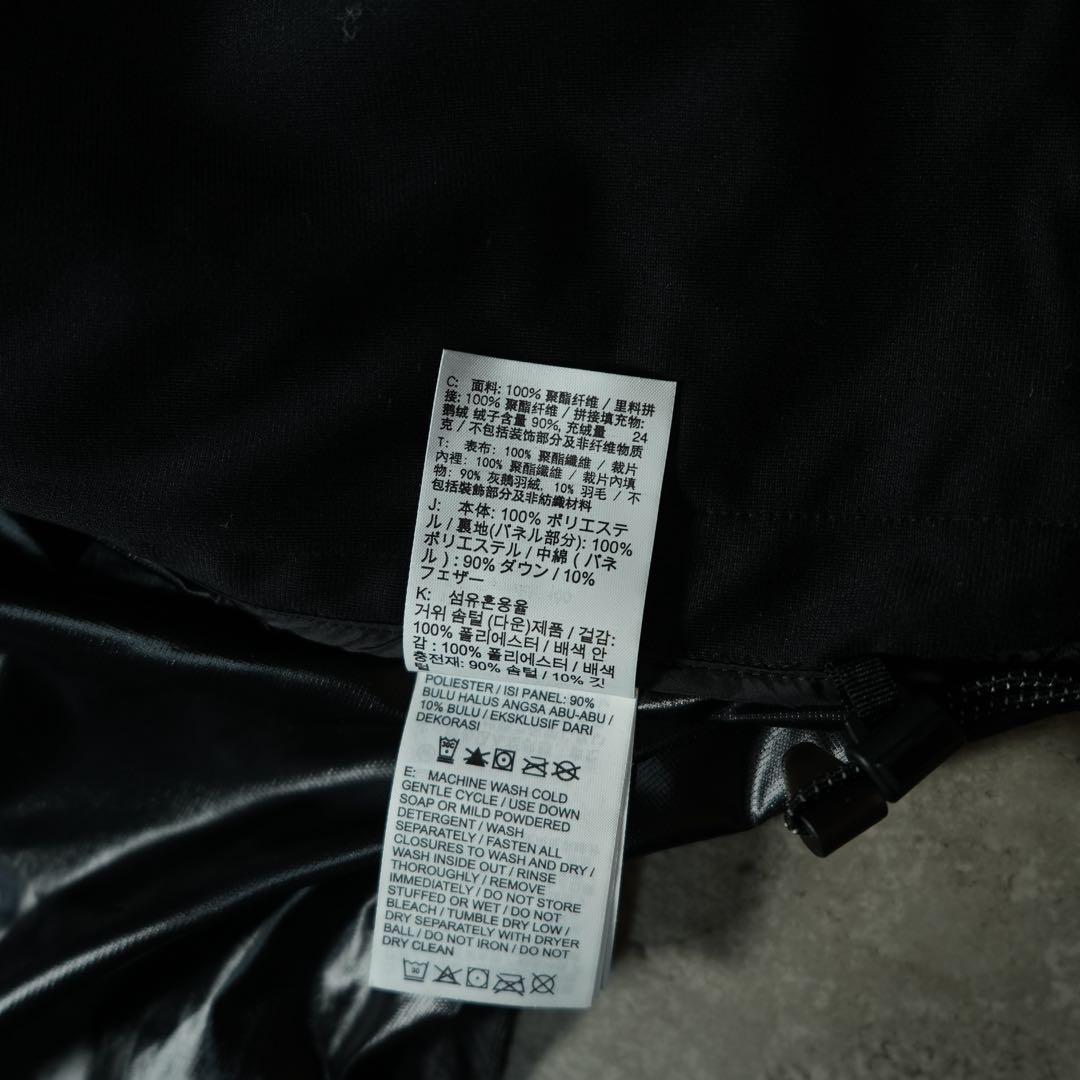 C: 面料: 100% 聚酯纤维 / 里料拼
接: 100% 聚酯纤维 / 拼接填充物:
鹅绒 绒子含量 90%, 充绒量 24
克 / 不包括装饰部分及非纤维物质
T: 表布: 100% 聚酯纖維 / 裁片
內裡: 100% 聚酯纖維 / 裁片內填
物: 90% 灰鵝羽絨, 10% 羽毛 / 不
包括裝飾部分及非紡織材料
J: 本体: 100% ポリエステ
ル / 裏地(パネル部分): 100%
ポリエステル / 中綿 ( パネ
ル ) : 90% ダウン / 10%
フェザー
K: 섬유혼용율
거위 솜털 (다운)제품 / 겉감:
100% 폴리에스터 / 배색 안
감 : 100% 폴리에스터 / 배색
충전재: 90% 솜털 / 10% 깃
털
POLIESTER / ISI PANEL: 90%
BULU HALUS ANGSA ABU-ABU /
10% BULU / EKSKLUSIF DARI
DEKORASI
30C
E: MACHINE WASH COLD
GENTLE CYCLE / USE DOWN
SOAP OR MILD POWDERED
DETERGENT / WASH
SEPARATELY / FASTEN ALL
CLOSURES TO WASH AND DRY /
WASH INSIDE OUT / RINSE
THOROUGHLY / REMOVE
IMMEDIATELY / DO NOT STORE
STUFFED OR WET / DO NOT
BLEACH / TUMBLE DRY LOW /
DRY SEPARATELY WITH DRYER
BALL / DO NOT IRON / DO NOT
DRY CLEAN
30